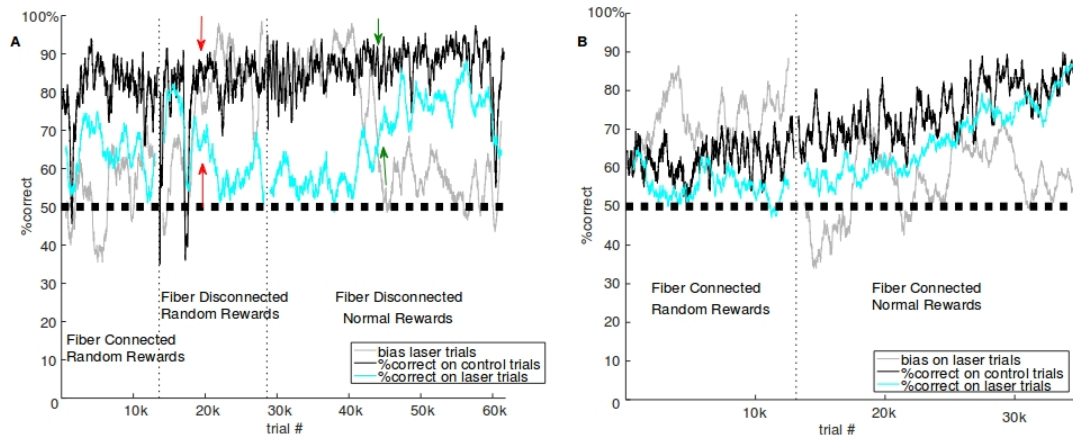 A
100%
90
80
70
60
50
40
30
20
10
0
%correct
Fiber Connected
Random Rewards
Fiber Disconnected
Random Rewards
Fiber Disconnected
Normal Rewards
bias laser trials
%correct on control trials
%correct on laser trials
10k 20k 30k 40k 50k 60k
trial #
B
100%
90
80
70
60
50
40
30
20
10
0
%correct
Fiber Connected
Random Rewards
Fiber Connected
Normal Rewards
bias on laser trials
%correct on control trials
%correct on laser trials
10k 20k 30k
trial #